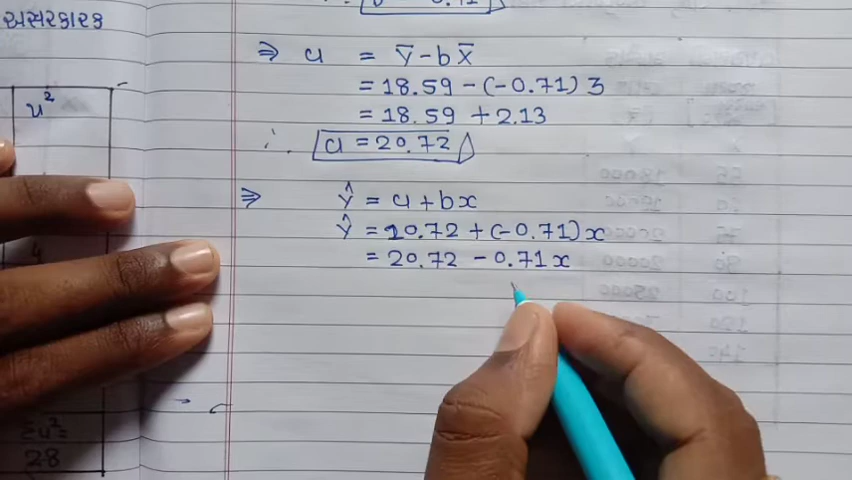 અસરકારક
u²
⇒ a = ȳ - b x̄
= 18.59 - (-0.71) 3
= 18.59 + 2.13
∴ a = 20.72
⇒ ŷ = a + bx
ŷ = 20.72 + (-0.71)x
= 20.72 - 0.71x
Σu² =
28